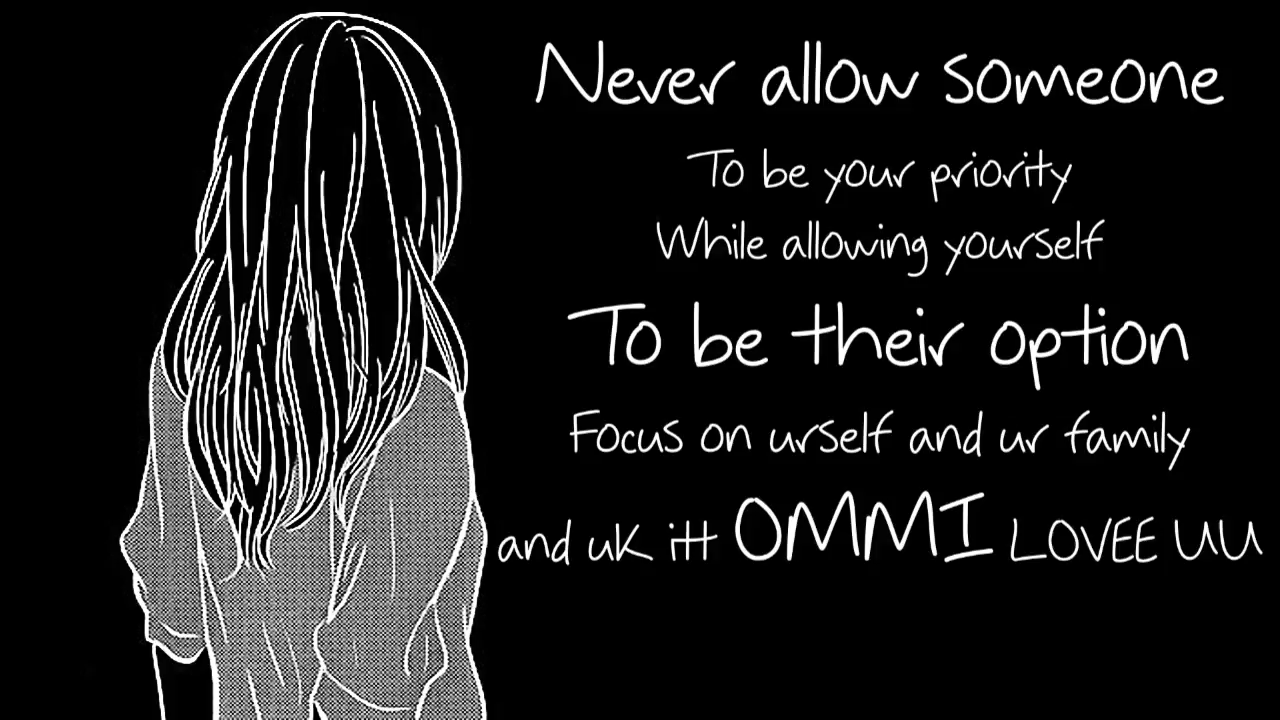 Never allow someone
To be your priority
While allowing yourself
To be their option
Focus on urself and ur family
and uk itt OMMI LOVEE UU